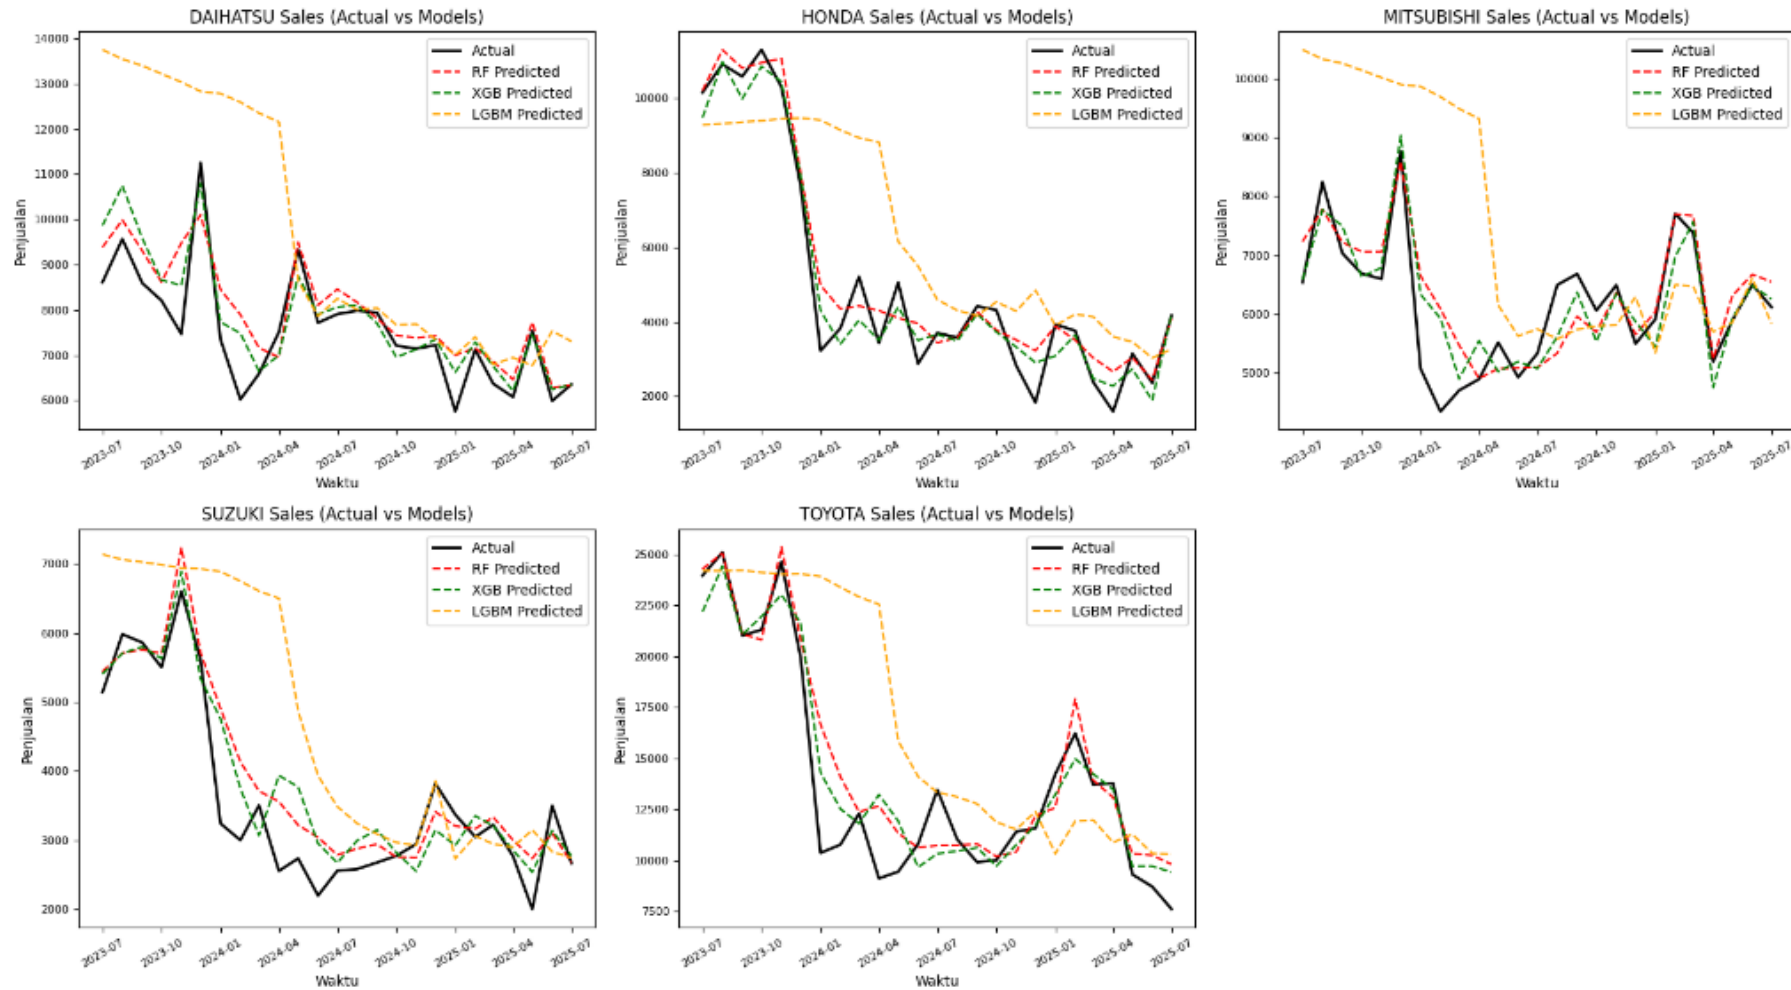 DAIHATSU Sales (Actual vs Models)
14000
13000
12000
11000
10000
9000
8000
7000
6000
Penjualan
Actual
RF Predicted
XGB Predicted
LGBM Predicted
2023-07
2023-10
2024-01
2024-04
2024-07
2024-10
2025-01
2025-04
2025-07
Waktu
HONDA Sales (Actual vs Models)
10000
8000
6000
4000
2000
Penjualan
Actual
RF Predicted
XGB Predicted
LGBM Predicted
2023-07
2023-10
2024-01
2024-04
2024-07
2024-10
2025-01
2025-04
2025-07
Waktu
MITSUBISHI Sales (Actual vs Models)
10000
9000
8000
7000
6000
5000
Penjualan
Actual
RF Predicted
XGB Predicted
LGBM Predicted
2023-07
2023-10
2024-01
2024-04
2024-07
2024-10
2025-01
2025-04
2025-07
Waktu
SUZUKI Sales (Actual vs Models)
7000
6000
5000
4000
3000
2000
Penjualan
Actual
RF Predicted
XGB Predicted
LGBM Predicted
2023-07
2023-10
2024-01
2024-04
2024-07
2024-10
2025-01
2025-04
2025-07
Waktu
TOYOTA Sales (Actual vs Models)
25000
22500
20000
17500
15000
12500
10000
7500
Penjualan
Actual
RF Predicted
XGB Predicted
LGBM Predicted
2023-07
2023-10
2024-01
2024-04
2024-07
2024-10
2025-01
2025-04
2025-07
Waktu